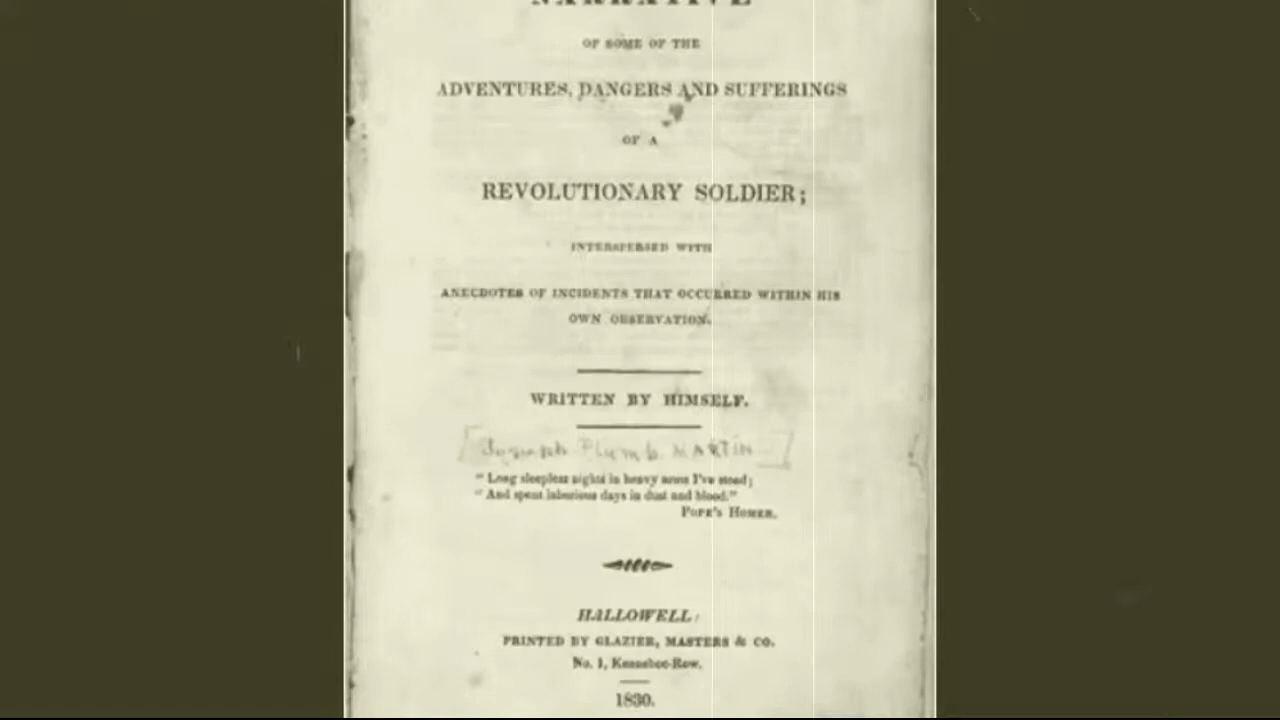 NARRATIVE
OF SOME OF THE
ADVENTURES, DANGERS AND SUFFERINGS
OF A
REVOLUTIONARY SOLDIER;
INTERSPERSED WITH
ANECDOTES OF INCIDENTS THAT OCCURRED WITHIN HIS
OWN OBSERVATION.
WRITTEN BY HIMSELF.
[Joseph Plumb MARTIN]
"Long sleepless nights in heavy arms I've stood;
"And spent laborious days in dust and blood."
POPE'S HOMER.
HALLOWELL:
PRINTED BY GLAZIER, MASTERS & CO.
No. 1, Kennebec-Row.
1830.